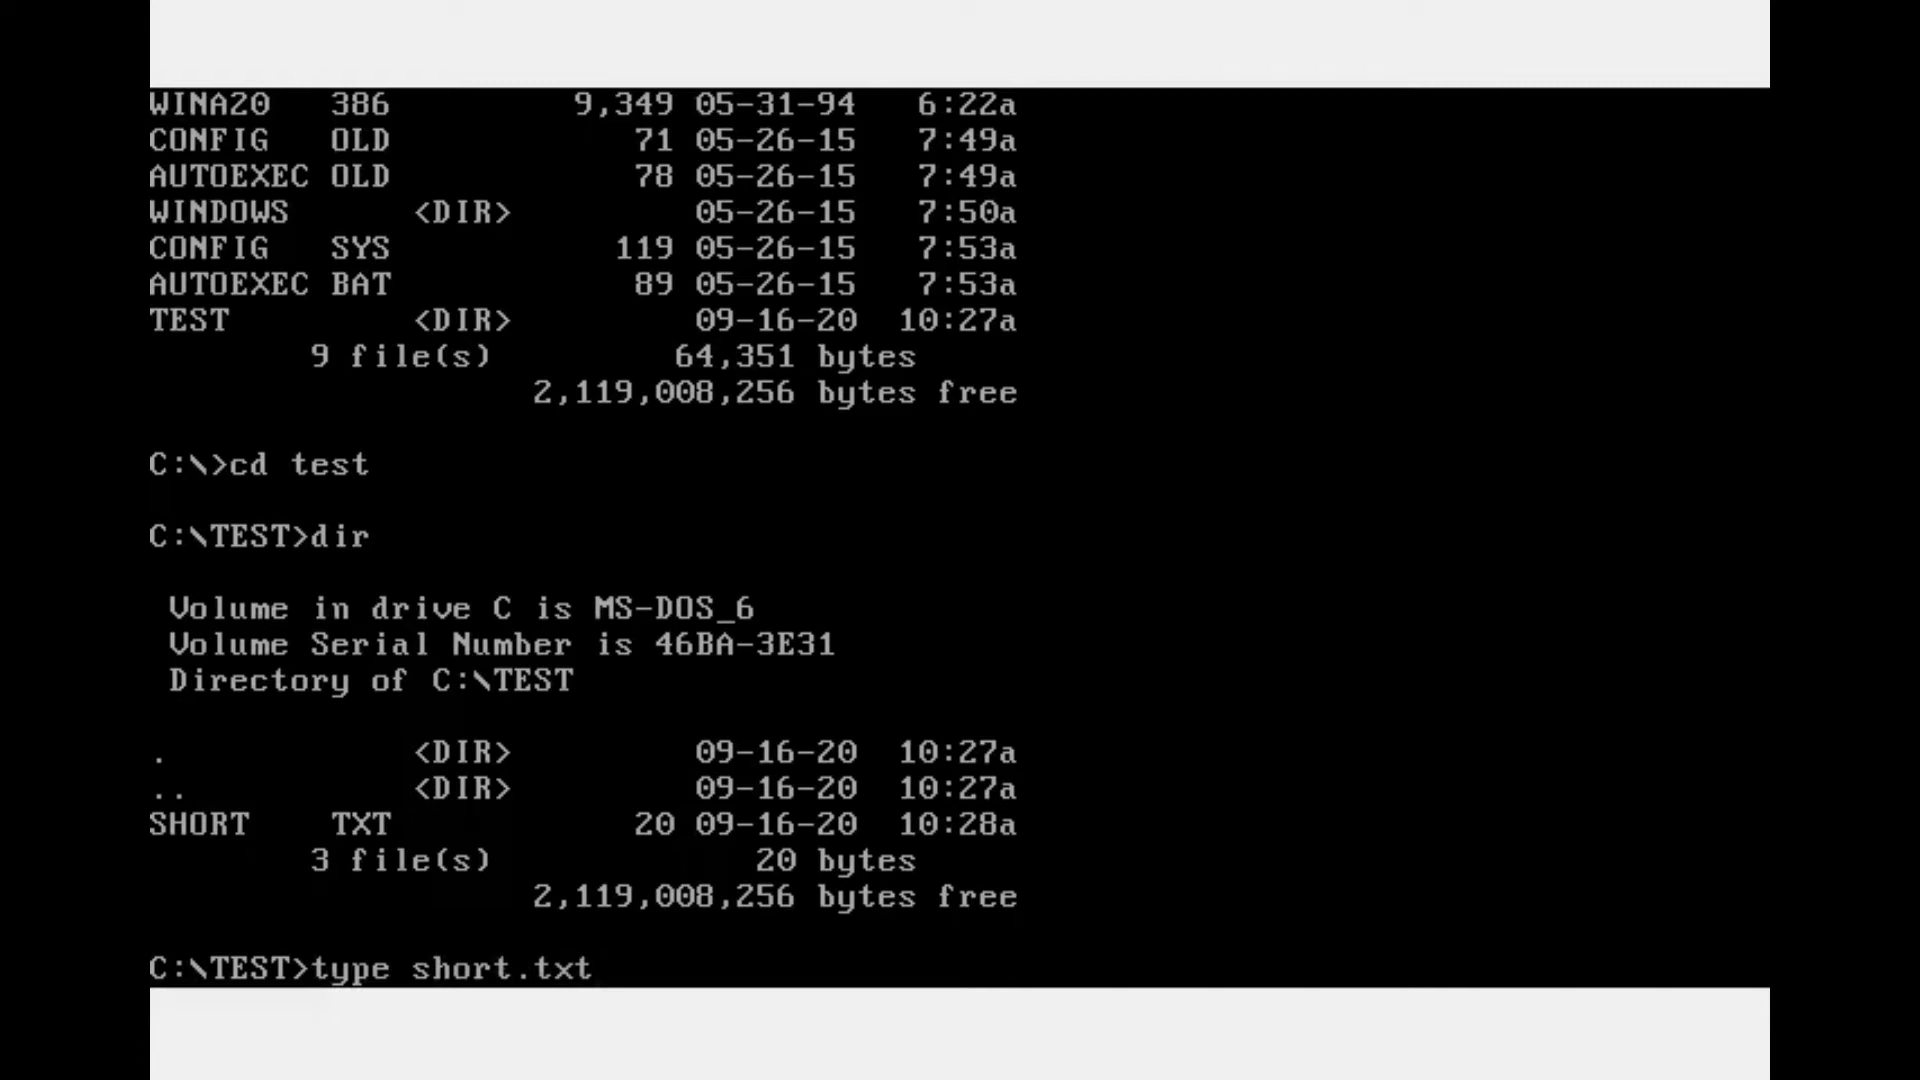 WINA20   386         9,349 05-31-94   6:22a
CONFIG   OLD            71 05-26-15   7:49a
AUTOEXEC OLD            78 05-26-15   7:49a
WINDOWS      <DIR>         05-26-15   7:50a
CONFIG   SYS           119 05-26-15   7:53a
AUTOEXEC BAT            89 05-26-15   7:53a
TEST         <DIR>         09-16-20  10:27a
        9 file(s)         64,351 bytes
                   2,119,008,256 bytes free
C:\>cd test
C:\TEST>dir
 Volume in drive C is MS-DOS_6
 Volume Serial Number is 46BA-3E31
 Directory of C:\TEST
.            <DIR>         09-16-20  10:27a
..           <DIR>         09-16-20  10:27a
SHORT    TXT            20 09-16-20  10:28a
        3 file(s)             20 bytes
                   2,119,008,256 bytes free
C:\TEST>type short.txt